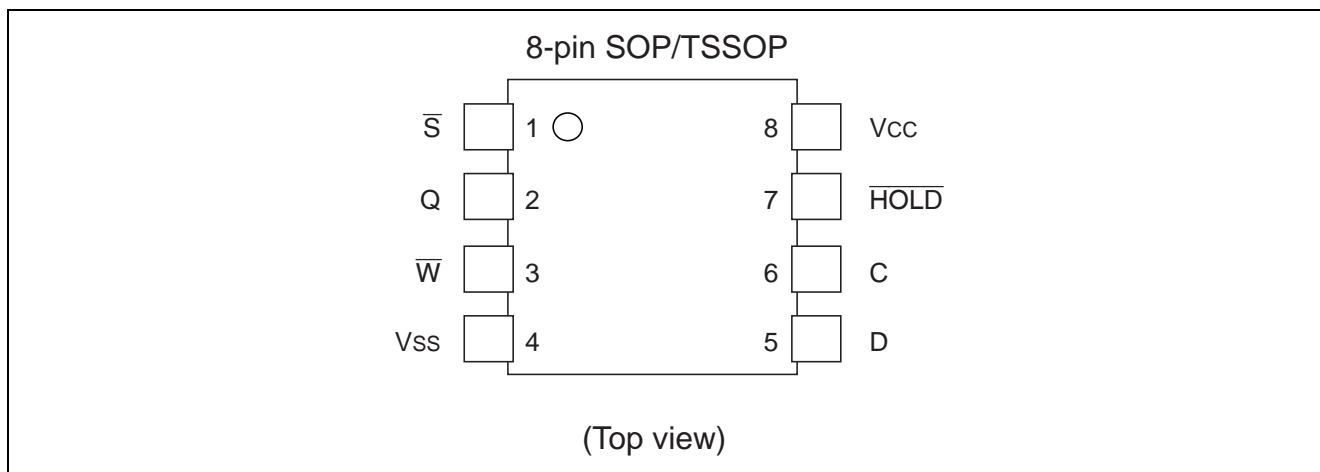 8-pin SOP/TSSOP
S̅ 1 8 VCC
Q 2 7 H̅O̅L̅D̅
W̅ 3 6 C
VSS 4 5 D
(Top view)